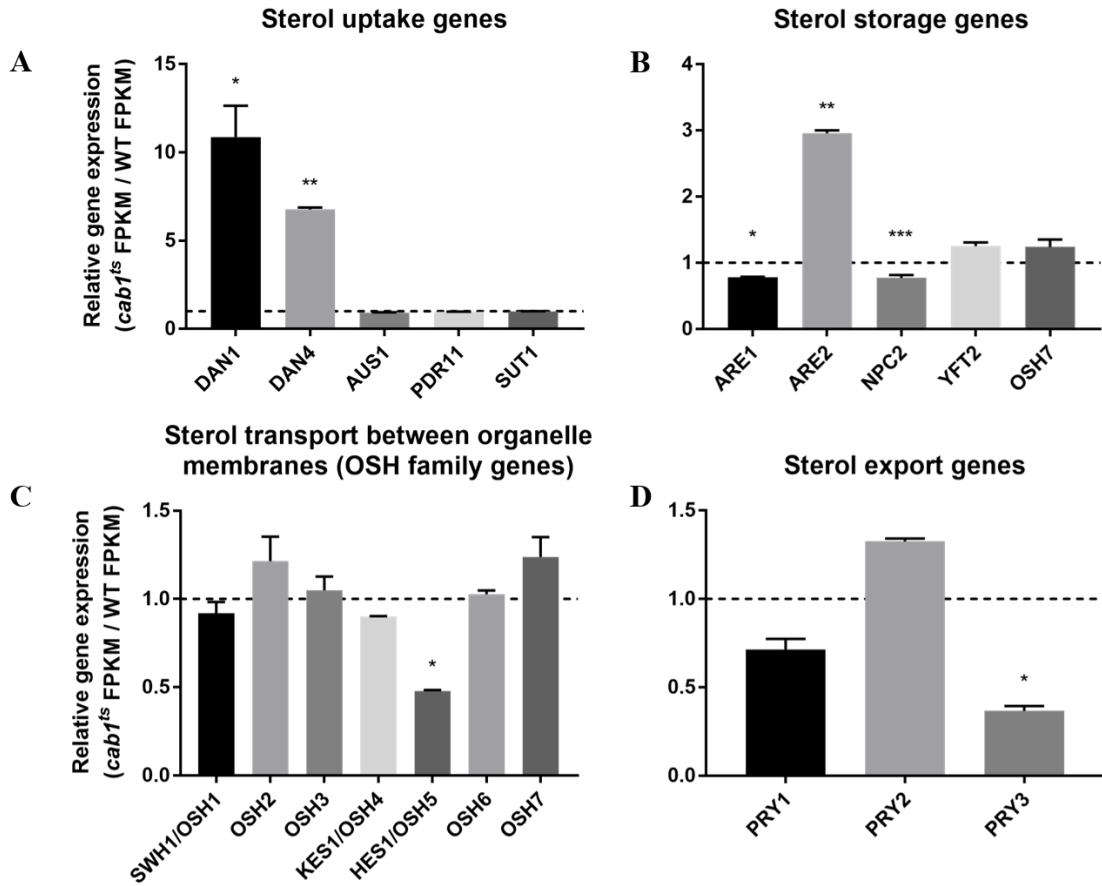 Sterol uptake genes
A
Relative gene expression
(cab1ts FPKM / WT FPKM)
15
10
5
0
*
**
DAN1
DAN4
AUS1
PDR11
SUT1
Sterol storage genes
B
4
3
2
1
0
*
**
***
ARE1
ARE2
NPC2
YFT2
OSH7
Sterol transport between organelle
membranes (OSH family genes)
C
Relative gene expression
(cab1ts FPKM / WT FPKM)
1.5
1.0
0.5
0.0
*
SWH1/OSH1
OSH2
OSH3
KES1/OSH4
HES1/OSH5
OSH6
OSH7
Sterol export genes
D
1.5
1.0
0.5
0.0
*
PRY1
PRY2
PRY3